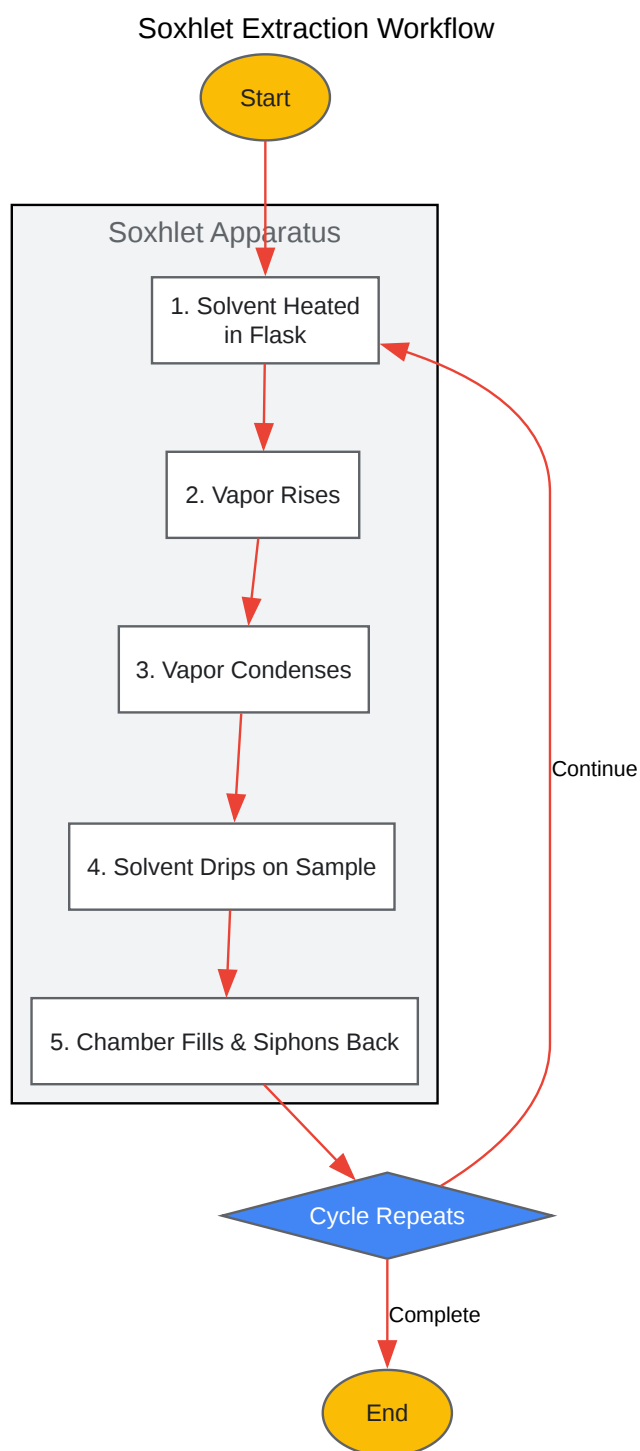 Soxhlet Extraction Workflow
Start
Soxhlet Apparatus
1. Solvent Heated
in Flask
2. Vapor Rises
3. Vapor Condenses
Continue
4. Solvent Drips on Sample
5. Chamber Fills & Siphons Back
Cycle Repeats
Complete
End